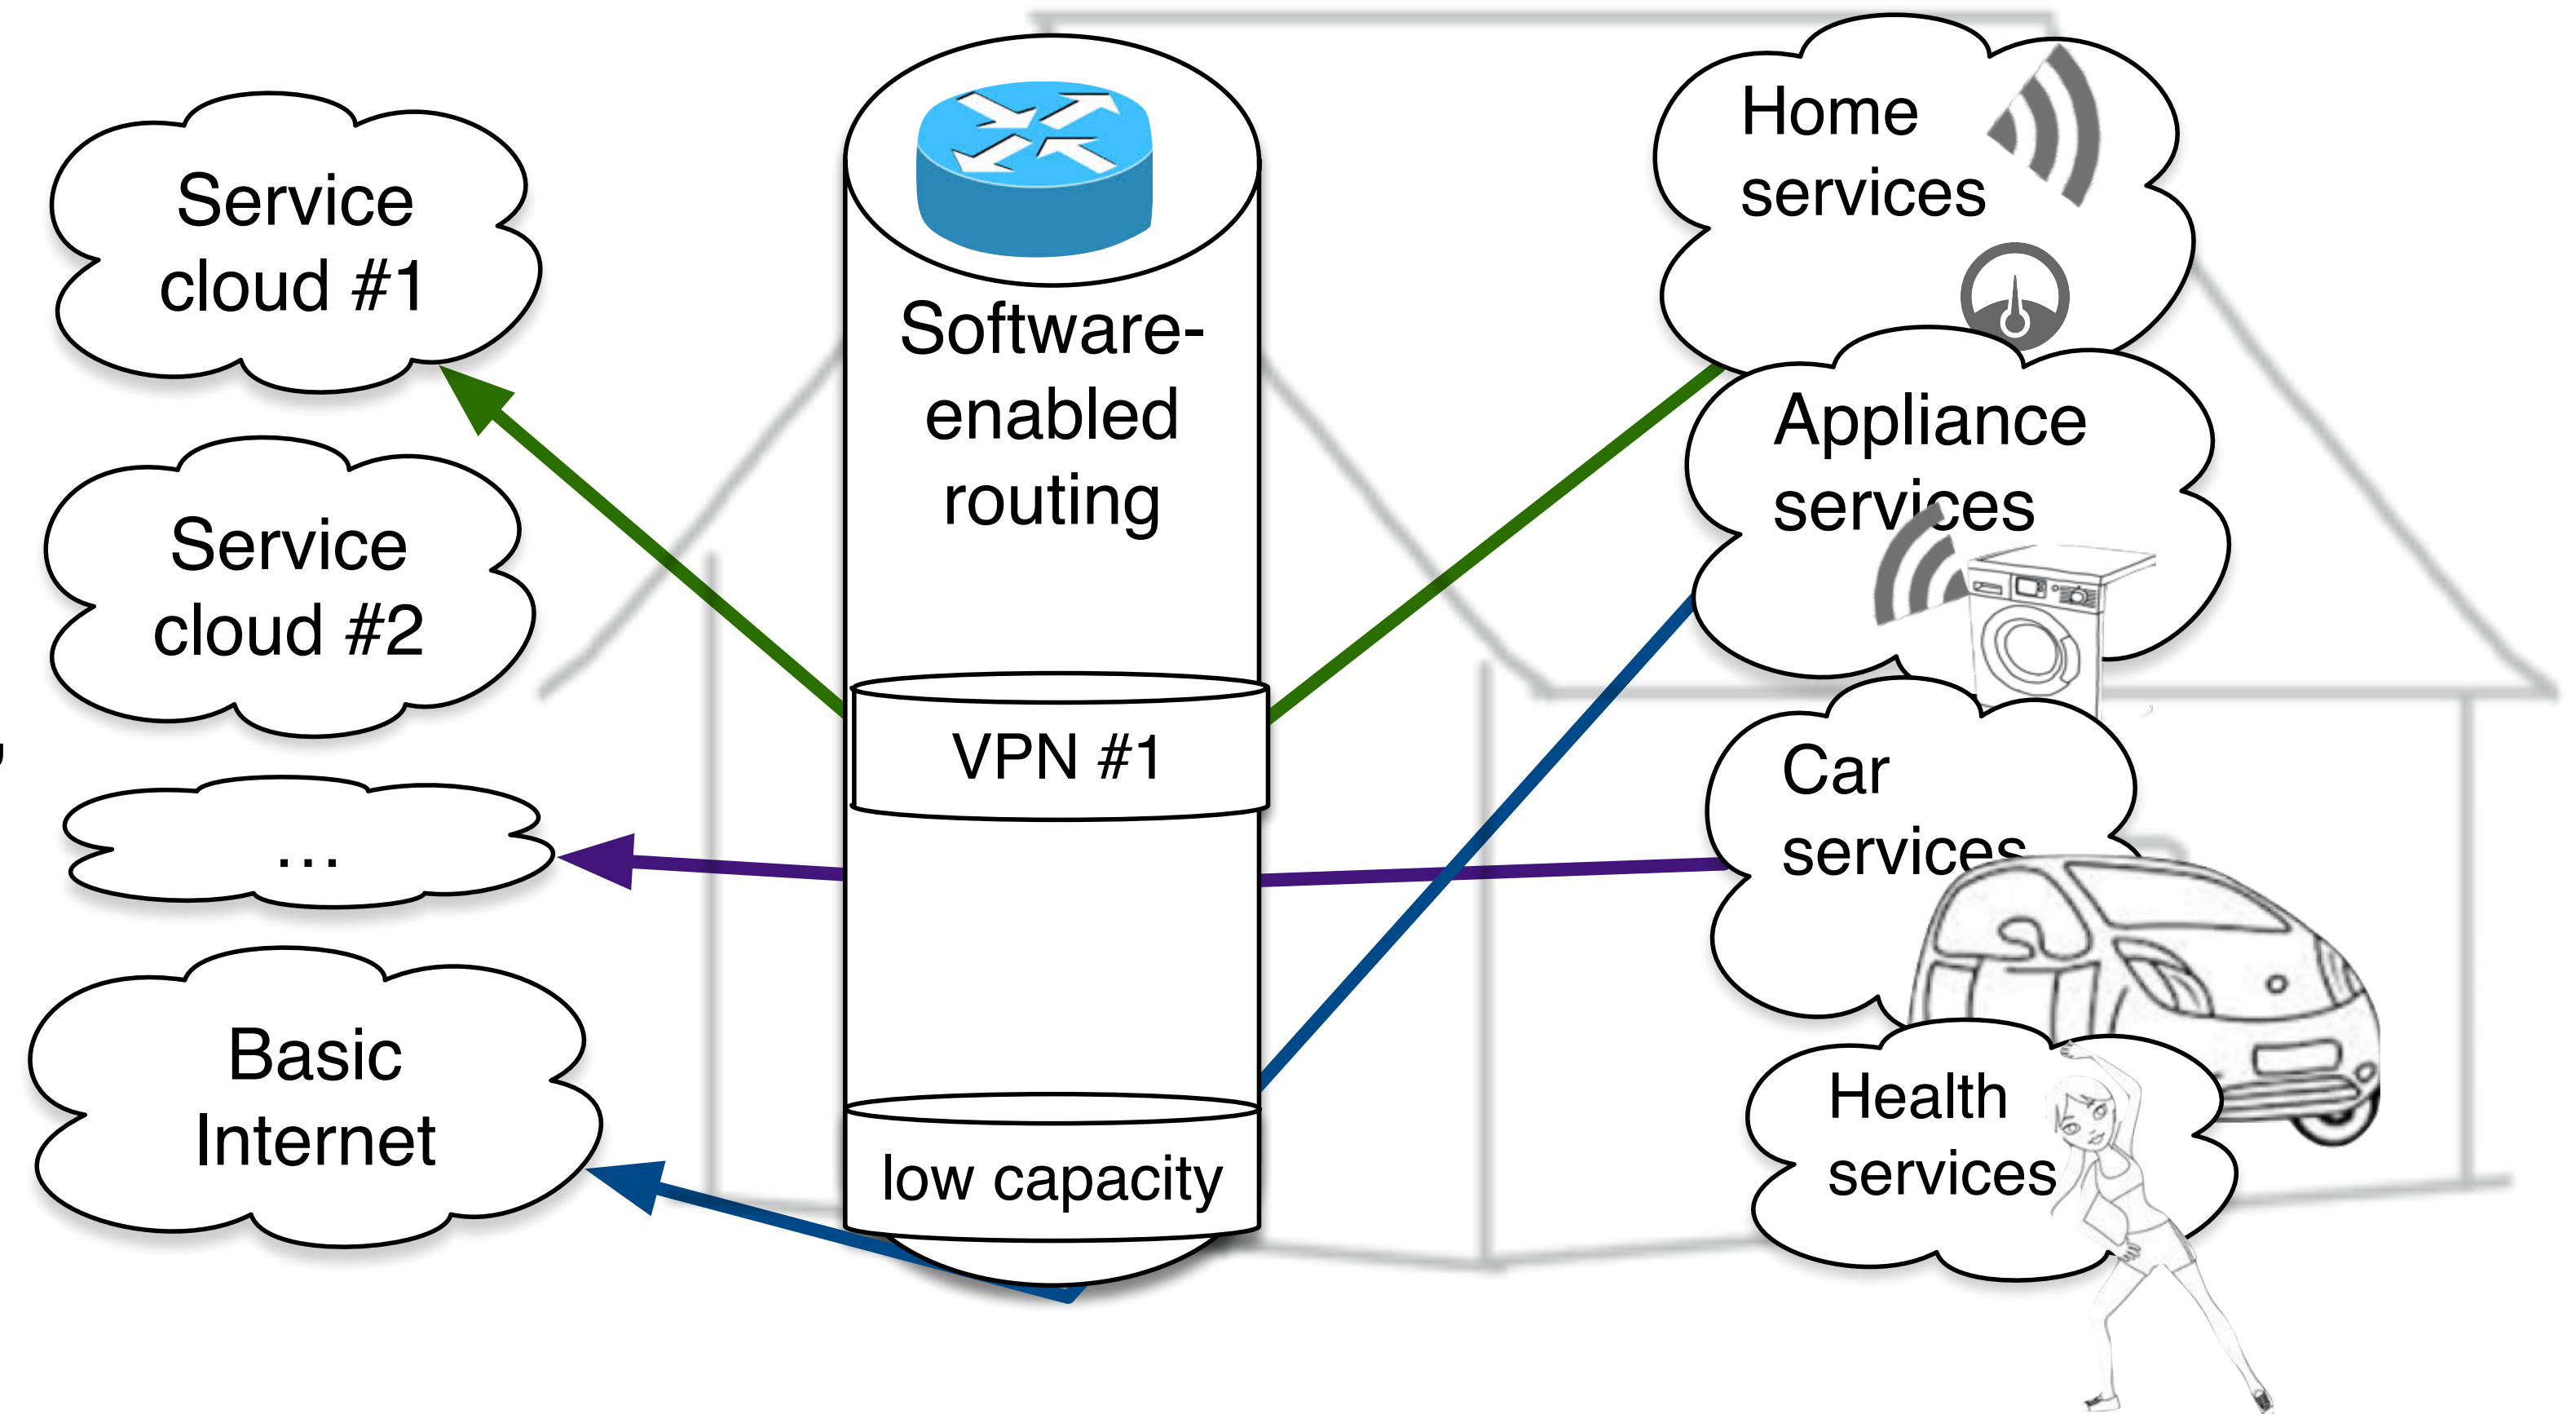 Service
cloud #1
Service
cloud #2
...
Basic
Internet
Software-
enabled
routing
VPN #1
low capacity
Home
services
Appliance
services
Car
services
Health
services